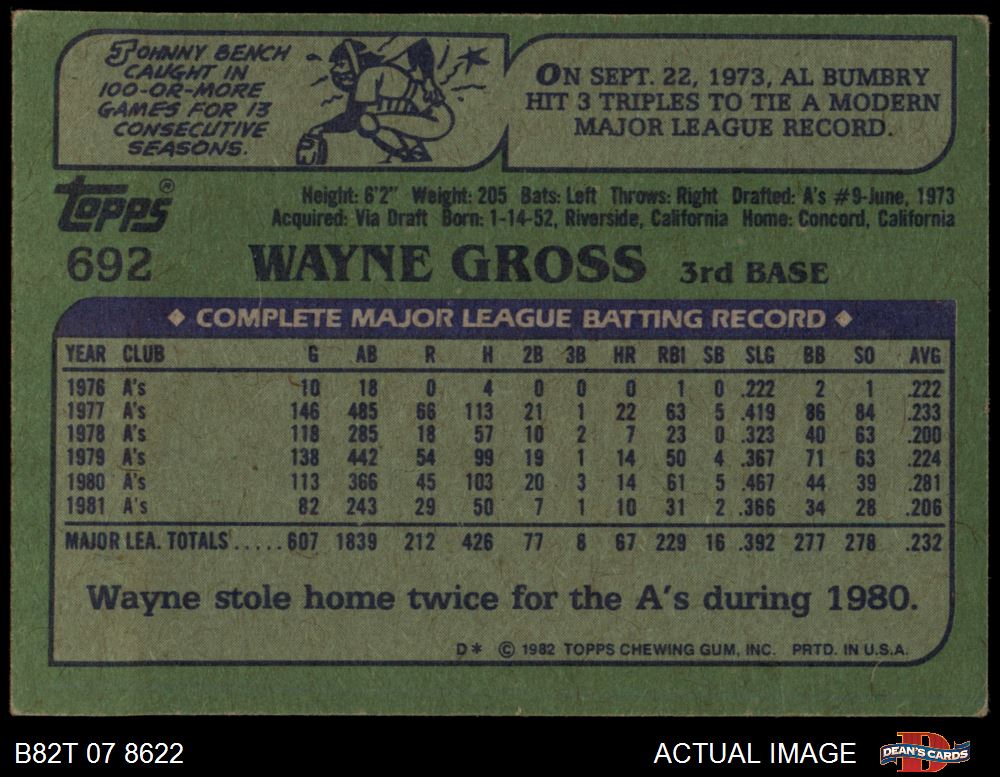 JOHNNY BENCH
CAUGHT IN
100-OR-MORE
GAMES FOR 13
CONSECUTIVE
SEASONS.
ON SEPT. 22, 1973, AL BUMBRY
HIT 3 TRIPLES TO TIE A MODERN
MAJOR LEAGUE RECORD.
Topps®
Height: 6'2" Weight: 205 Bats: Left Throws: Right Drafted: A's #9-June, 1973
Acquired: Via Draft Born: 1-14-52, Riverside, California Home: Concord, California
692 WAYNE GROSS 3rd BASE
◆ COMPLETE MAJOR LEAGUE BATTING RECORD ◆
YEAR CLUB G AB R H 2B 3B HR RBI SB SLG BB SO AVG
1976 A's 10 18 0 4 0 0 0 1 0 .222 2 1 .222
1977 A's 146 485 66 113 21 1 22 63 5 .419 86 84 .233
1978 A's 118 285 18 57 10 2 7 23 0 .323 40 63 .200
1979 A's 138 442 54 99 19 1 14 50 4 .367 71 63 .224
1980 A's 113 366 45 103 20 3 14 61 5 .467 44 39 .281
1981 A's 82 243 29 50 7 1 10 31 2 .366 34 28 .206
MAJOR LEA. TOTALS.....607 1839 212 426 77 8 67 229 16 .392 277 278 .232
Wayne stole home twice for the A's during 1980.
D* © 1982 TOPPS CHEWING GUM, INC. PRTD. IN U.S.A.
B82T 07 8622 ACTUAL IMAGE DEAN'S CARDS